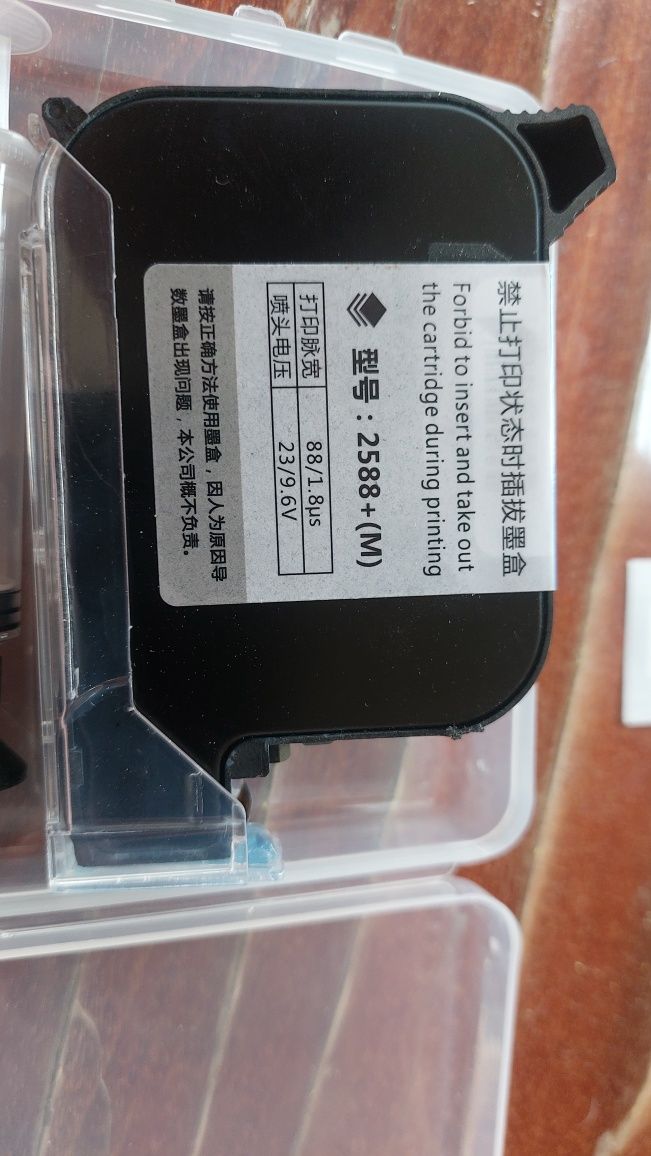 禁止打印状态时插拔墨盒
Forbid to insert and take out
the cartridge during printing
型号：2588+(M)
打印脉宽 88/1.8μs
喷头电压 23/9.6V
请按正确方法使用墨盒，因人为原因导
数墨盒出现问题，本公司概不负责。